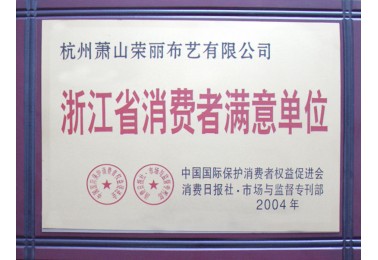 杭州萧山荣丽布艺有限公司
浙江省消费者满意单位
中国国际保护消费者权益促进会
消费日报社·市场与监督专刊部
2004年